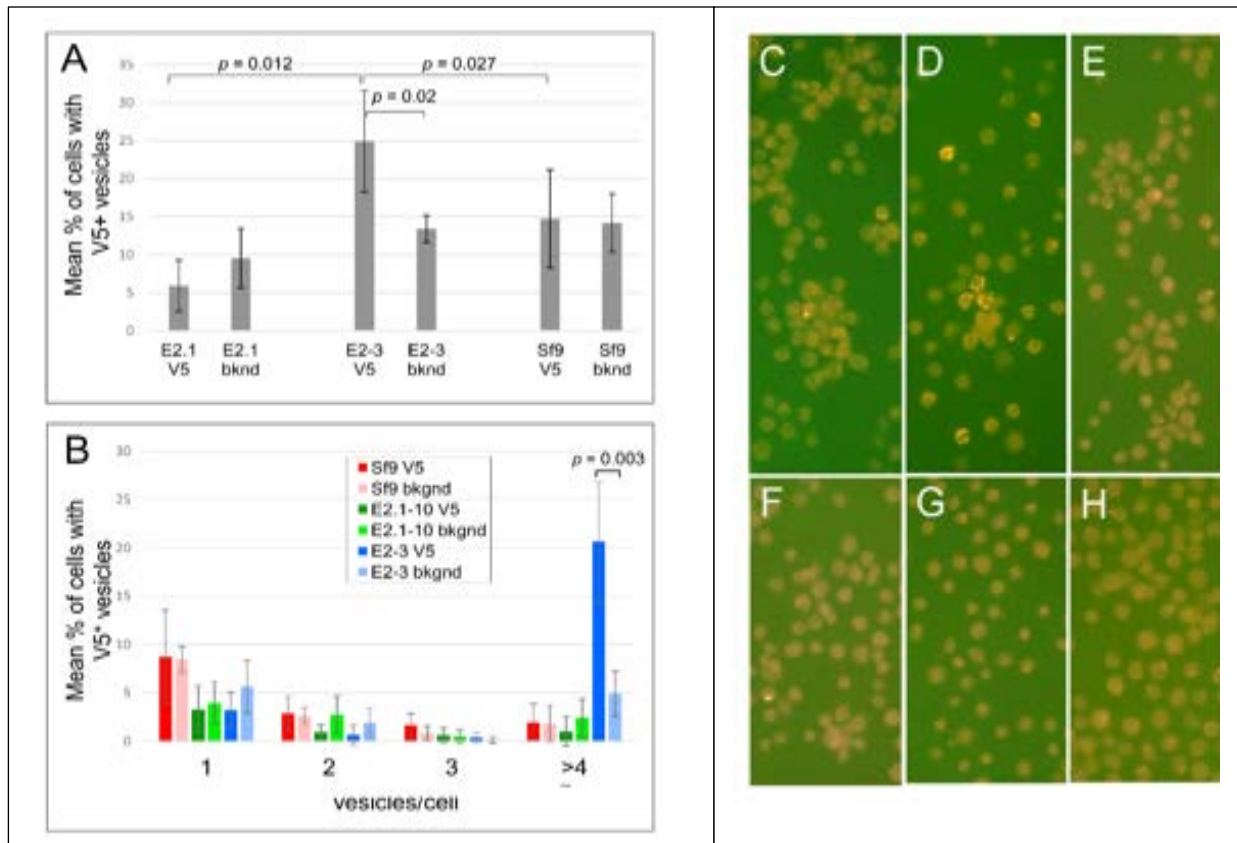 A
Mean % of cells with
V5+ vesicles
35
30
25
20
15
10
5
0
p = 0.012
p = 0.027
p = 0.02
E2.1
V5
E2.1
bknd
E2-3
V5
E2-3
bknd
Sf9
V5
Sf9
bknd
B
Mean % of cells with
V5⁺ vesicles
30
25
20
15
10
5
0
Sf9 V5
Sf9 bkgnd
E2.1-10 V5
E2.1-10 bkgnd
E2-3 V5
E2-3 bkgnd
p = 0.003
1
2
3
>4
vesicles/cell
C
D
E
F
G
H